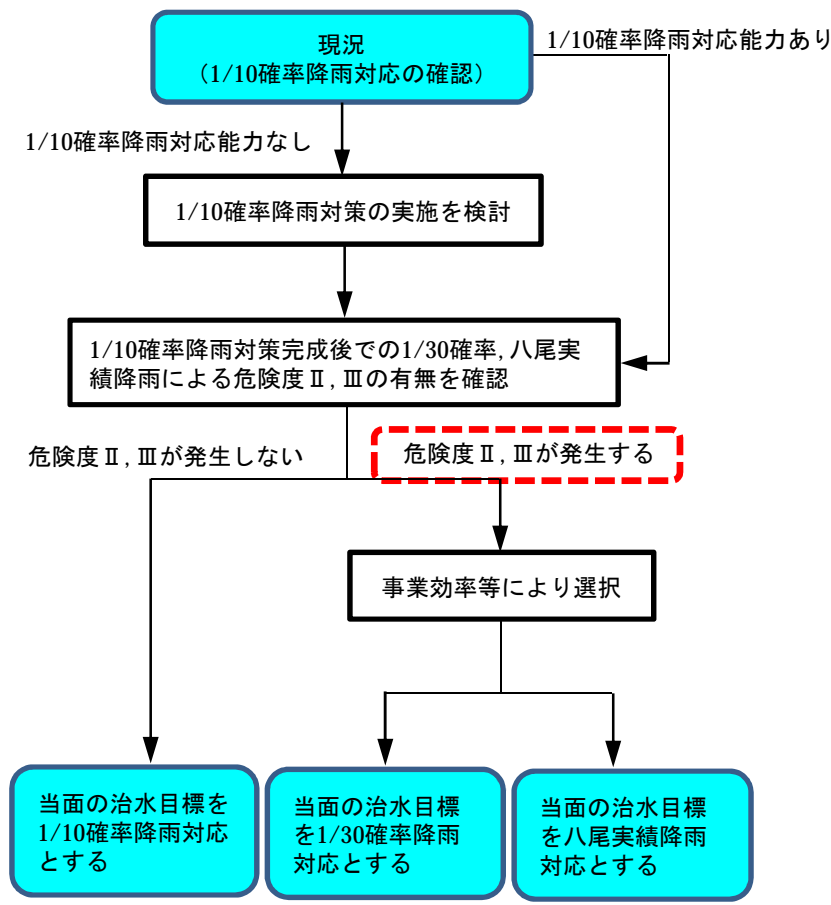 現況
（1/10確率降雨対応の確認）
1/10確率降雨対応能力あり
1/10確率降雨対応能力なし
1/10確率降雨対策の実施を検討
1/10確率降雨対策完成後での1/30確率,八尾実
績降雨による危険度Ⅱ,Ⅲの有無を確認
危険度Ⅱ,Ⅲが発生しない
危険度Ⅱ,Ⅲが発生する
事業効率等により選択
当面の治水目標を
1/10確率降雨対応
とする
当面の治水目標
を1/30確率降雨
対応とする
当面の治水目標
を八尾実績降雨
対応とする